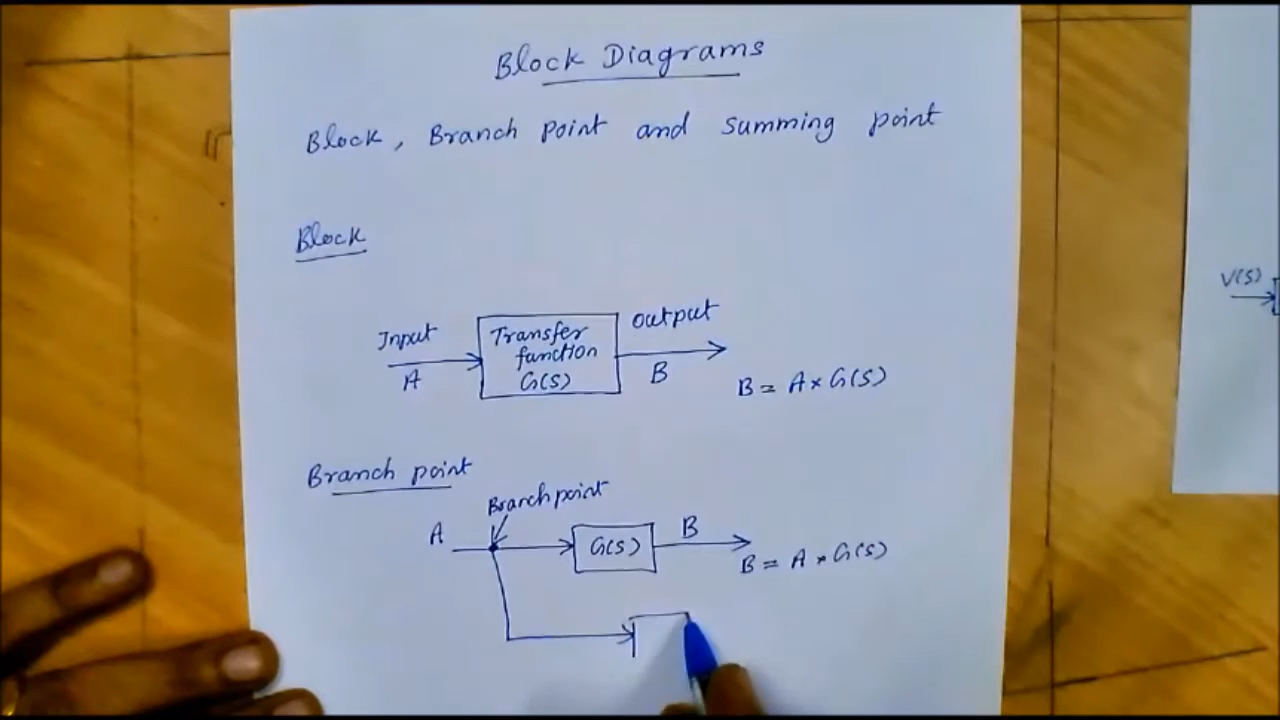 Block Diagrams
Block, Branch point and summing point
Block
Input
A
Transfer
function
G(S)
Output
B
B = A × G(S)
Branch point
Branch point
A
G(S)
B
B = A × G(S)
V(S)